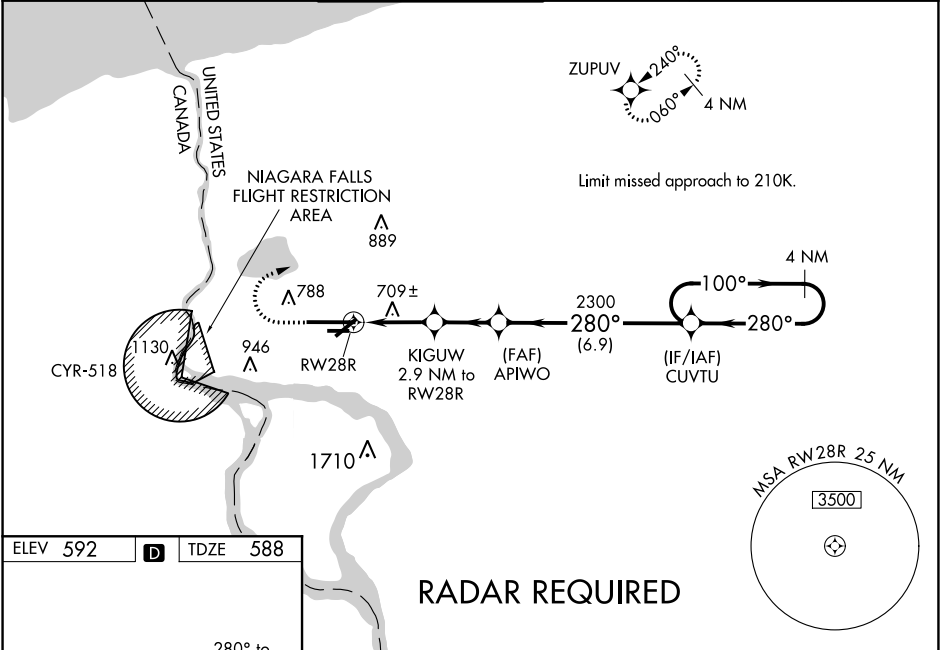 UNITED STATES
CANADA
ZUPUV
240°
060°
4 NM
Limit missed approach to 210K.
NIAGARA FALLS
FLIGHT RESTRICTION
AREA
889
788
709±
1130
946
CYR-518
RW28R
KIGUW
2.9 NM to
RW28R
(FAF)
APIWO
2300
280°
(6.9)
(IF/IAF)
CUVTU
100°
280°
4 NM
1710
MSA RW28R 25 NM
3500
ELEV 592
D
TDZE 588
RADAR REQUIRED
280° to